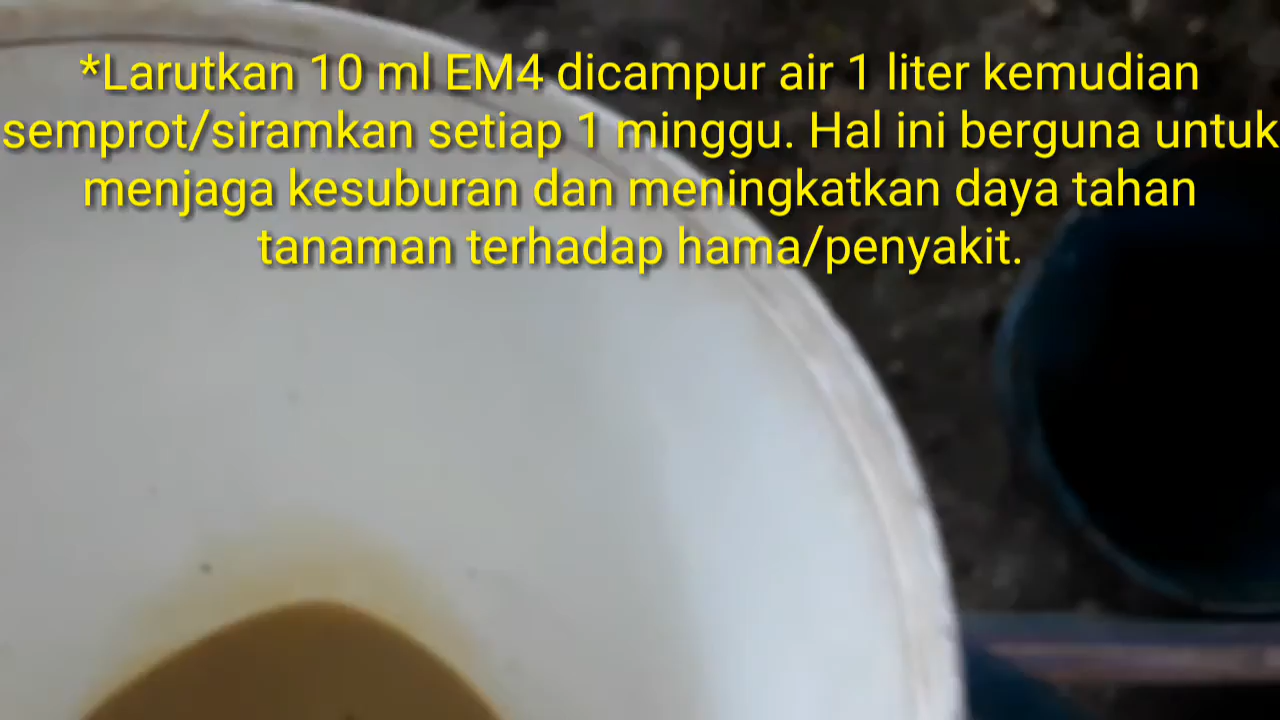 *Larutkan 10 ml EM4 dicampur air 1 liter kemudian
semprot/siramkan setiap 1 minggu. Hal ini berguna untuk
menjaga kesuburan dan meningkatkan daya tahan
tanaman terhadap hama/penyakit.